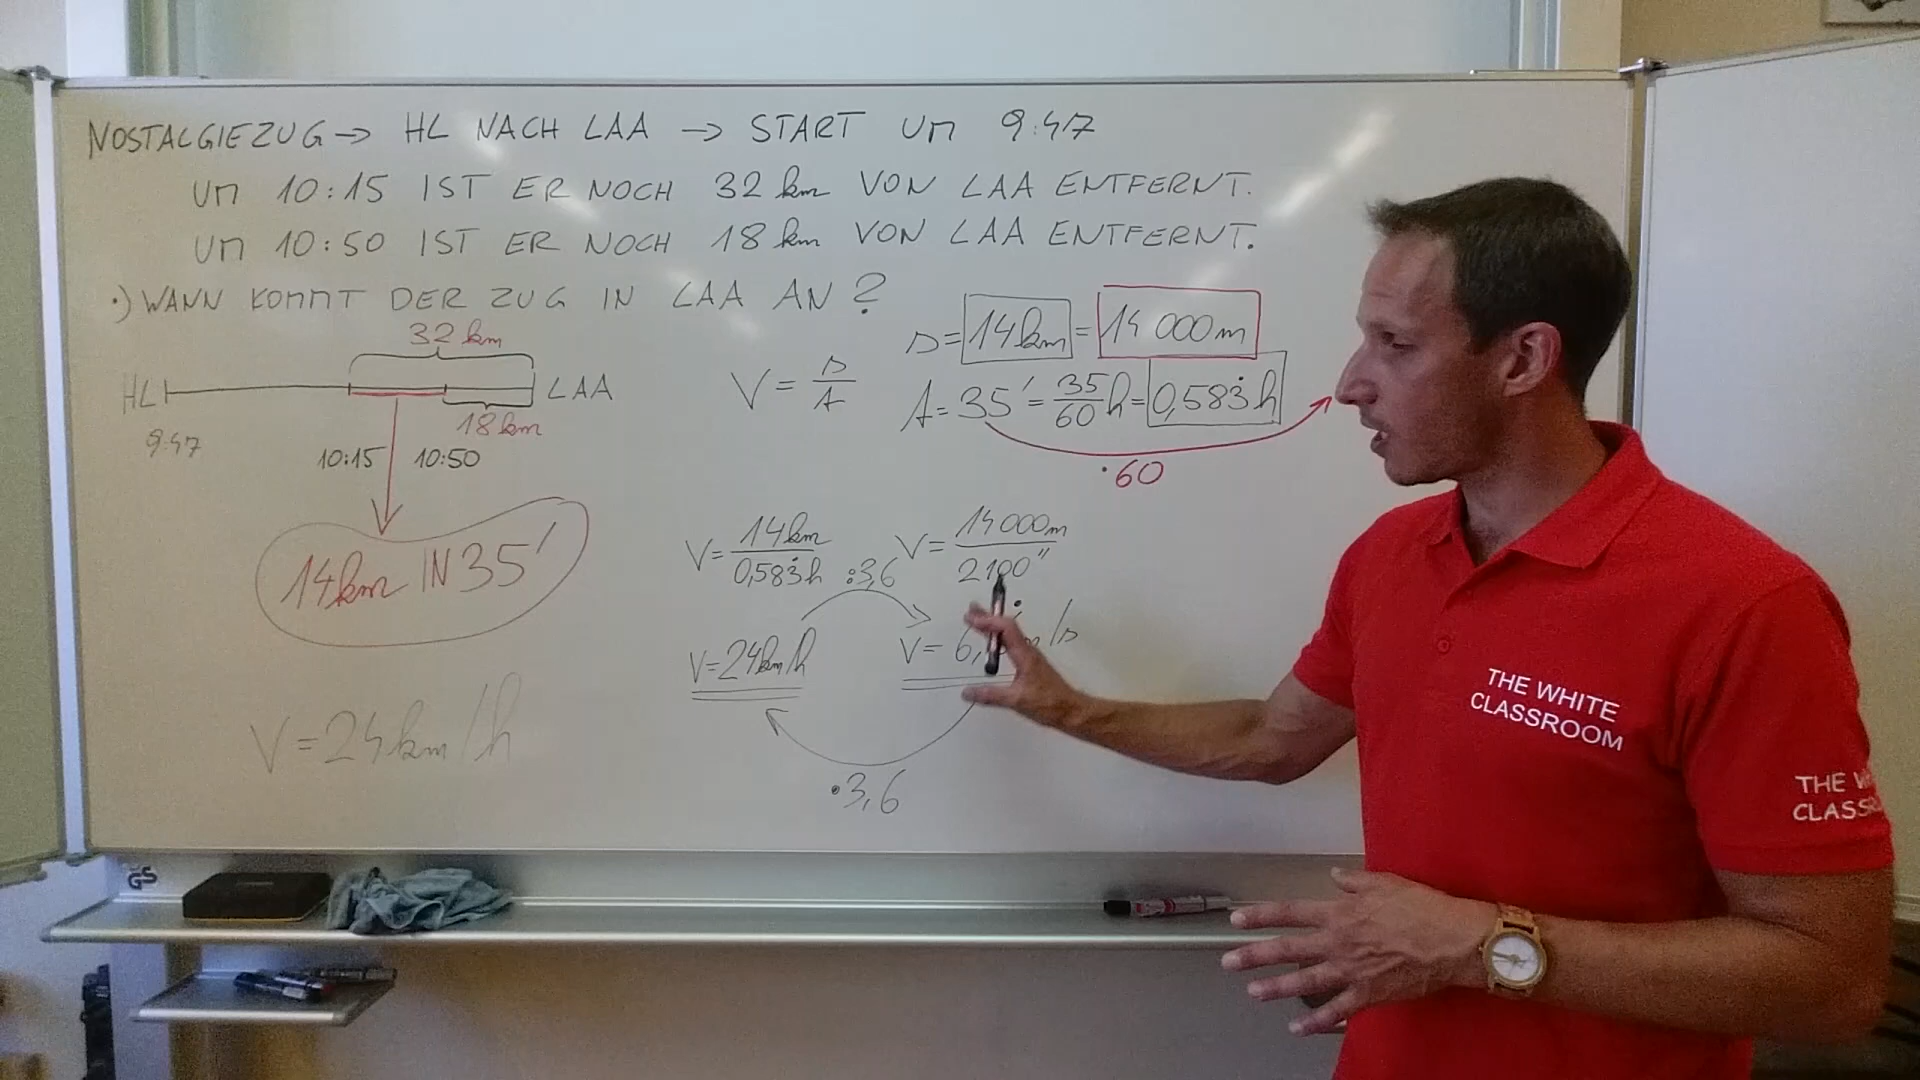 NOSTALGIEZUG → HL NACH LAA → START UM 9:47
UM 10:15 IST ER NOCH 32 km VON LAA ENTFERNT.
UM 10:50 IST ER NOCH 18 km VON LAA ENTFERNT.
·) WANN KOMMT DER ZUG IN LAA AN?
32 km
HL LAA
18 km
9:47
10:15 10:50
14 km IN 35'
V = 24 km/h
V = s/t
s = 14 km = 14 000 m
t = 35' = 35/60 h = 0,583̇ h
·60
V = 14 km / 0,583̇ h
:3,6
V = 14 000 m / 2100''
V = 24 km/h
V = 6, m/s
·3,6
THE WHITE
CLASSROOM
THE W
CLASS
GS